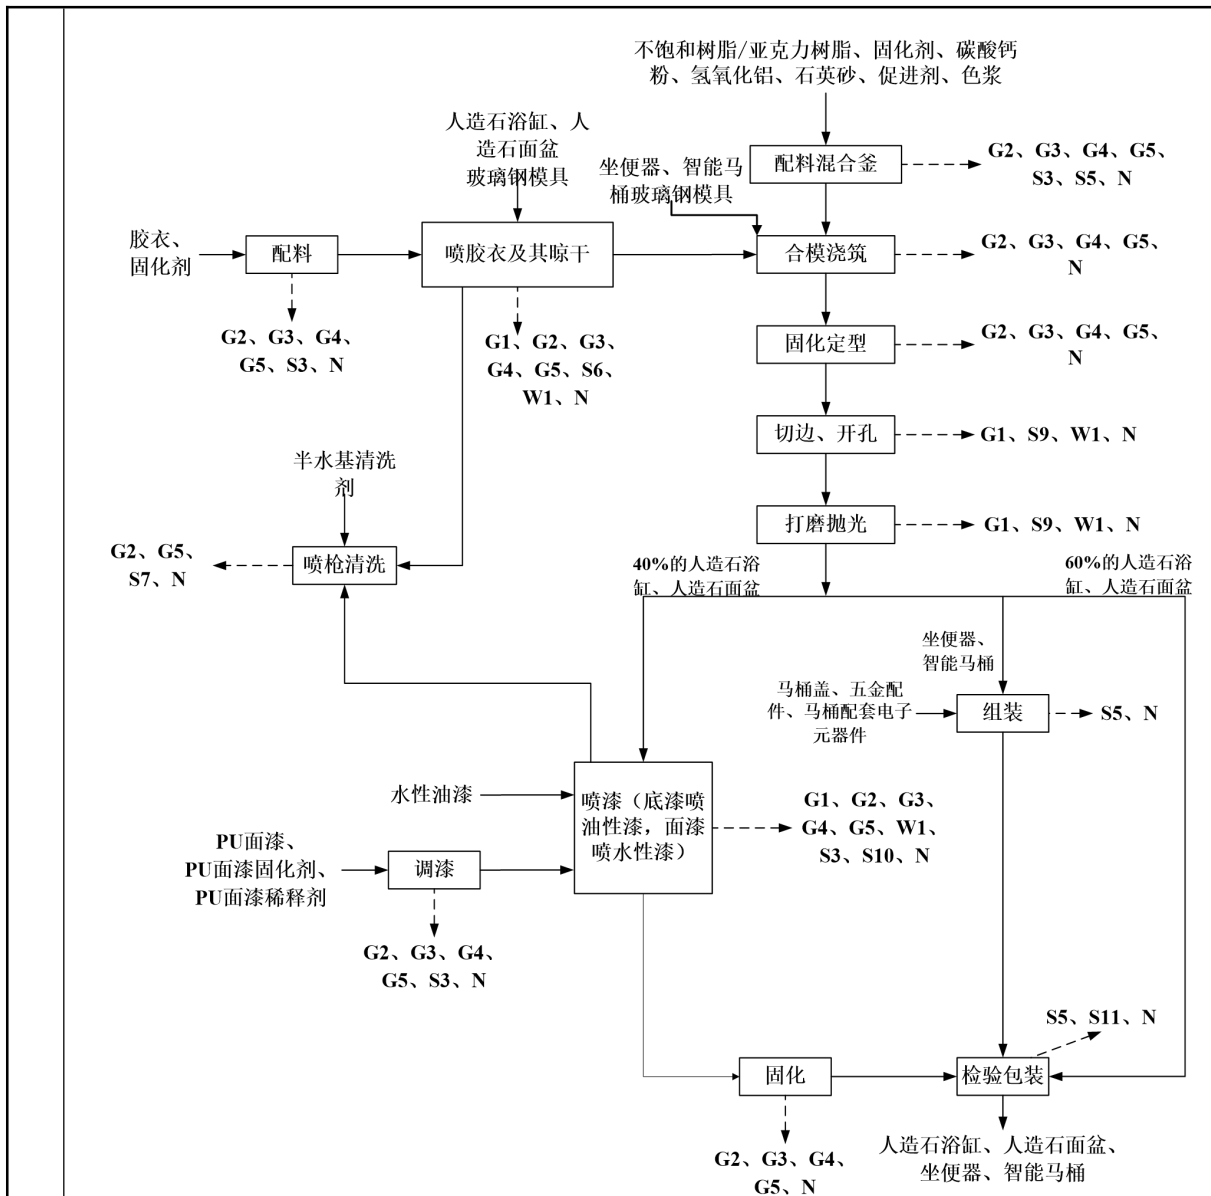 不饱和树脂/亚克力树脂、固化剂、碳酸钙
粉、氢氧化铝、石英砂、促进剂、色浆
人造石浴缸、人
造石面盆
玻璃钢模具
坐便器、智能马
桶玻璃钢模具
配料混合釜
G2、G3、G4、G5、
S3、S5、N
胶衣、
固化剂
配料
喷胶衣及其晾干
合模浇筑
G2、G3、G4、G5、
N
G2、G3、G4、
G5、S3、N
G1、G2、G3、
G4、G5、S6、
W1、N
固化定型
G2、G3、G4、G5、
N
切边、开孔
G1、S9、W1、N
半水基清洗
剂
打磨抛光
G1、S9、W1、N
G2、G5、
S7、N
喷枪清洗
40%的人造石浴
缸、人造石面盆
60%的人造石浴
缸、人造石面盆
坐便器、
智能马桶
马桶盖、五金配
件、马桶配套电子
元器件
组装
S5、N
水性油漆
喷漆（底漆喷
油性漆，面漆
喷水性漆）
G1、G2、G3、
G4、G5、W1、
S3、S10、N
PU面漆、
PU面漆固化剂、
PU面漆稀释剂
调漆
G2、G3、G4、
G5、S3、N
S5、S11、N
固化
检验包装
G2、G3、G4、
G5、N
人造石浴缸、人造石面盆、
坐便器、智能马桶